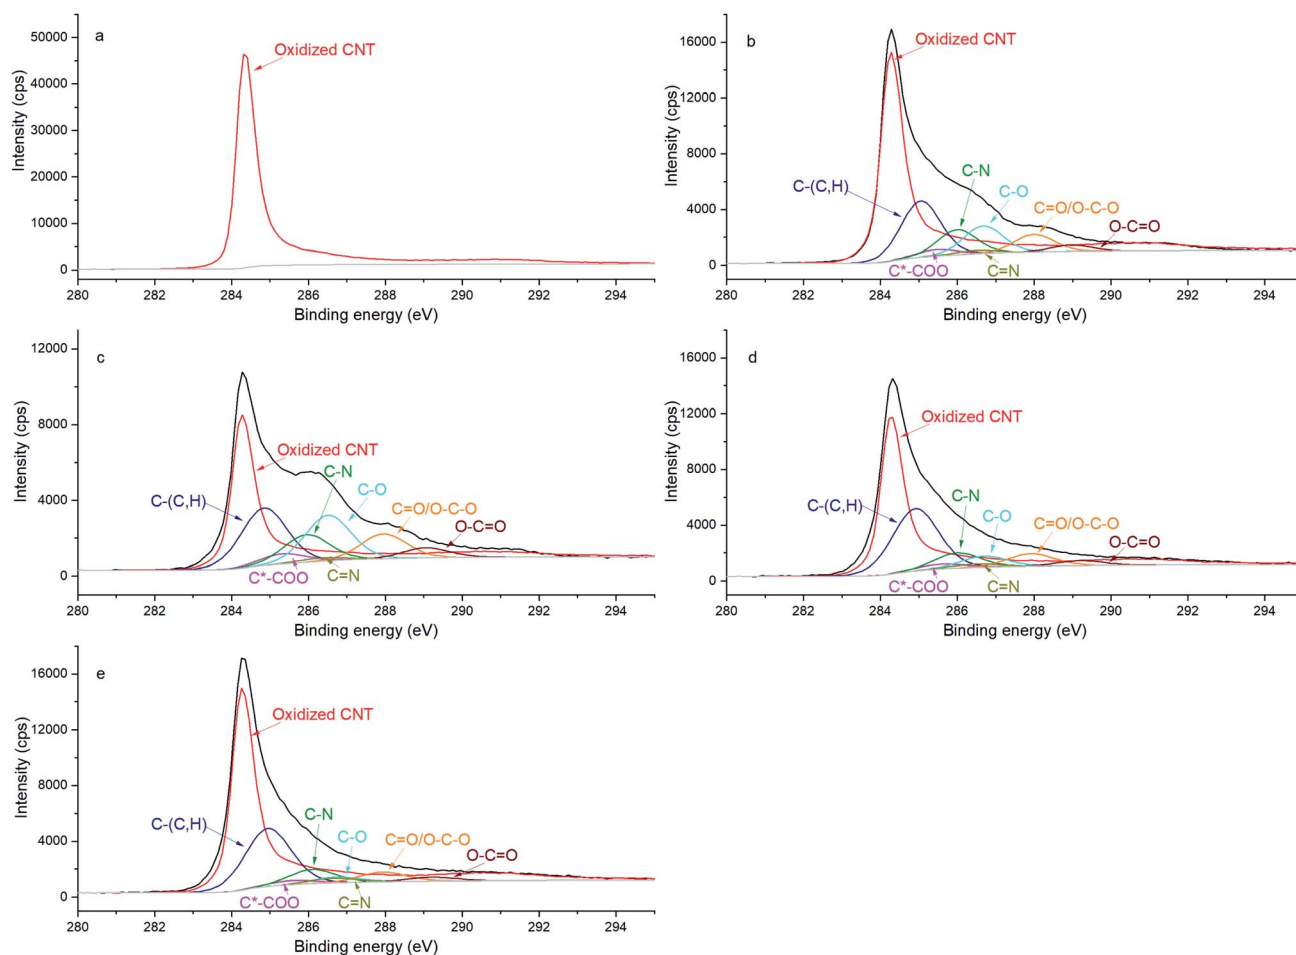 a
Oxidized CNT
50000
40000
30000
20000
10000
0
Intensity (cps)
280 282 284 286 288 290 292 294
Binding energy (eV)
b
Oxidized CNT
16000
12000
8000
4000
0
Intensity (cps)
C-(C,H)
C-N
C-O
C=O/O-C-O
O-C=O
C*-COO
C=N
280 282 284 286 288 290 292 294
Binding energy (eV)
c
12000
8000
4000
0
Intensity (cps)
Oxidized CNT
C-N
C-(C,H)
C-O
C=O/O-C-O
O-C=O
C*-COO
C=N
280 282 284 286 288 290 292 294
Binding energy (eV)
d
16000
12000
8000
4000
0
Intensity (cps)
Oxidized CNT
C-(C,H)
C-N
C-O
C=O/O-C-O
O-C=O
C*-COO
C=N
280 282 284 286 288 290 292 294
Binding energy (eV)
e
16000
12000
8000
4000
0
Intensity (cps)
Oxidized CNT
C-(C,H)
C-N
C-O
C=O/O-C-O
O-C=O
C*-COO
C=N
280 282 284 286 288 290 292 294
Binding energy (eV)